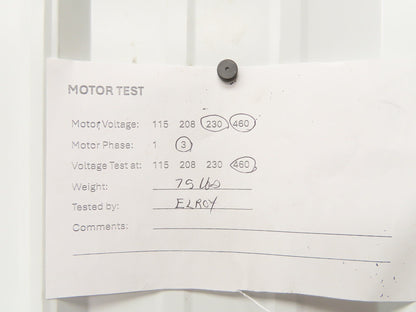 MOTOR TEST
Motor Voltage: 115 208 230 460
Motor Phase: 1 3
Voltage Test at: 115 208 230 460
Weight: 75 lbs
Tested by: ELROY
Comments: